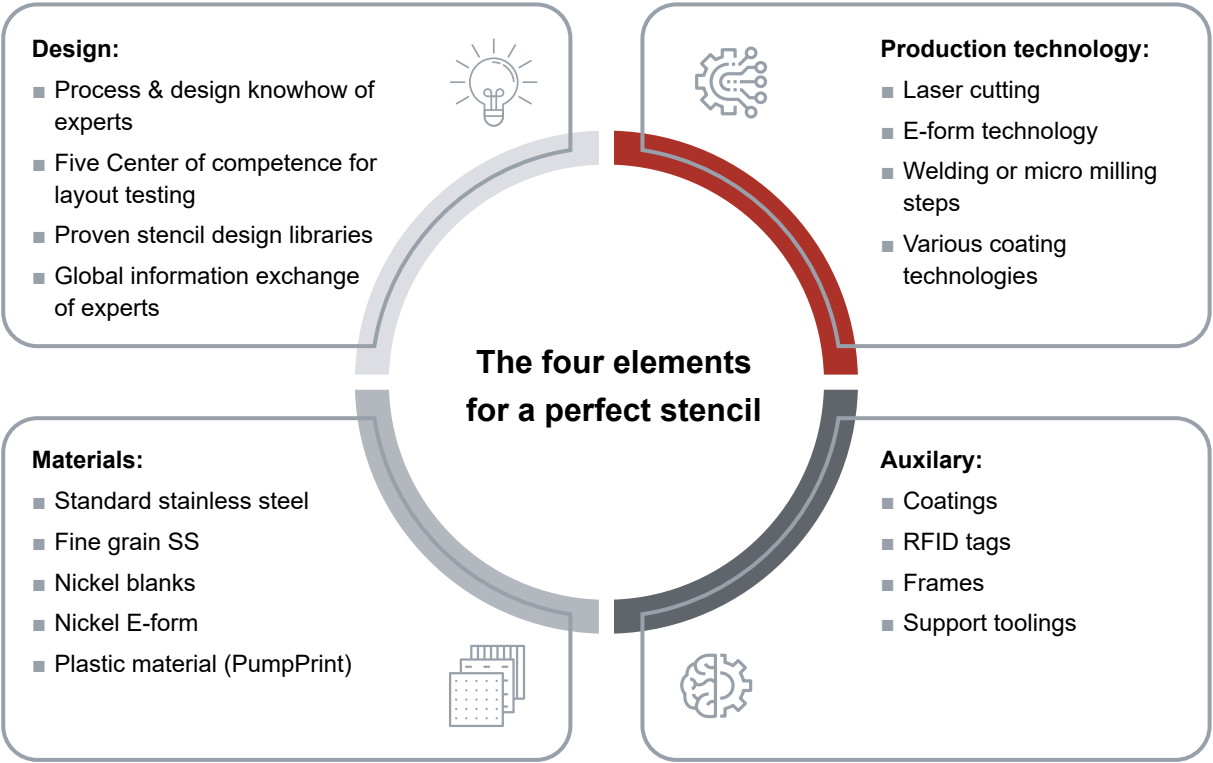 Design:
Process & design knowhow of
experts
Five Center of competence for
layout testing
Proven stencil design libraries
Global information exchange
of experts
Production technology:
Laser cutting
E-form technology
Welding or micro milling
steps
Various coating
technologies
The four elements
for a perfect stencil
Materials:
Standard stainless steel
Fine grain SS
Nickel blanks
Nickel E-form
Plastic material (PumpPrint)
Auxilary:
Coatings
RFID tags
Frames
Support toolings